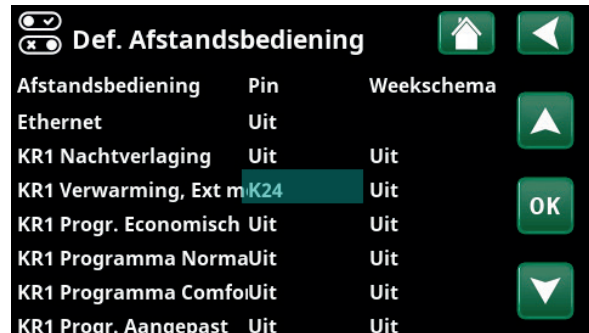 Def. Afstandsbediening
Afstandsbediening Pin Weekschema
Ethernet Uit
KR1 Nachtverlaging Uit Uit
KR1 Verwarming, Ext m K24 Uit
OK
KR1 Progr. Economisch Uit Uit
KR1 Programma Norma Uit Uit
KR1 Programma Comfo Uit Uit
KR1 Progr. Aangepast Uit Uit